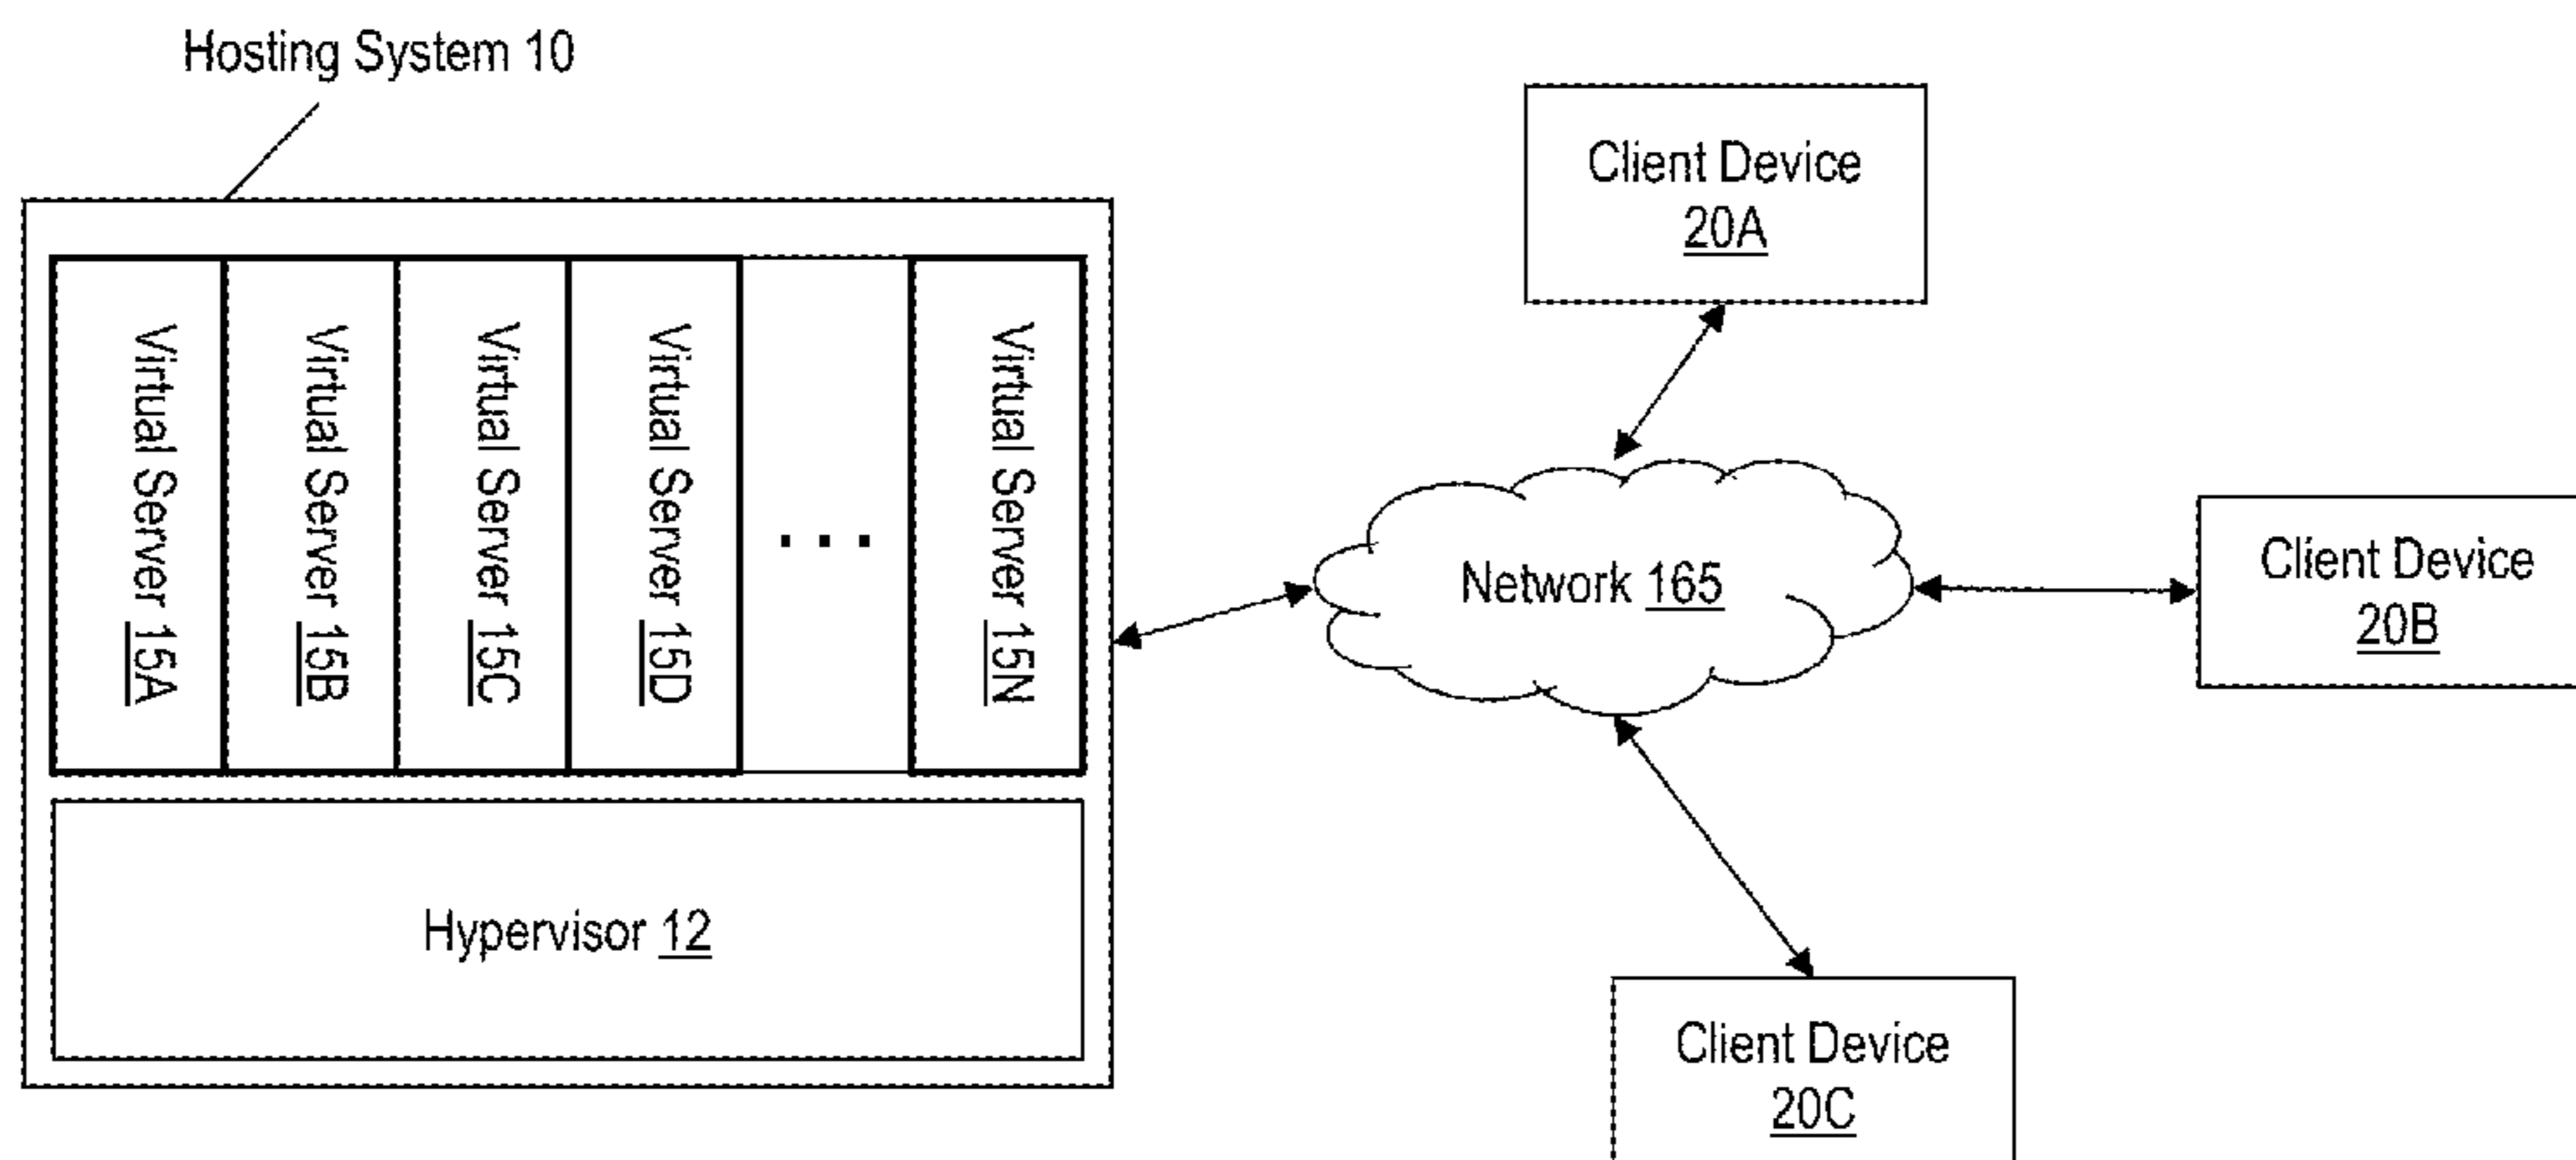 Hosting System 10
Virtual Server 15A
Virtual Server 15B
Virtual Server 15C
Virtual Server 15D
. . .
Virtual Server 15N
Hypervisor 12
Network 165
Client Device
20A
Client Device
20B
Client Device
20C